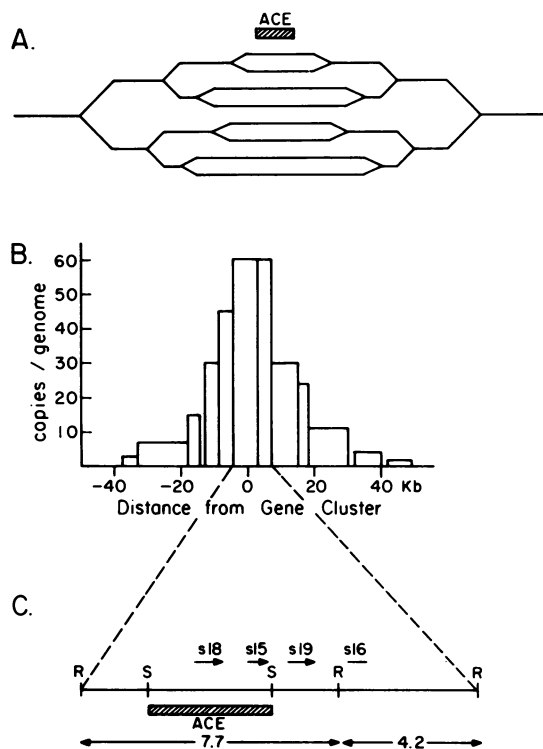 A.
ACE
B.
copies / genome
60
50
40
30
20
10
-40 -20 0 20 40 Kb
Distance from Gene Cluster
C.
s18 s15 s19 s16
R S S R R
ACE
7.7 4.2